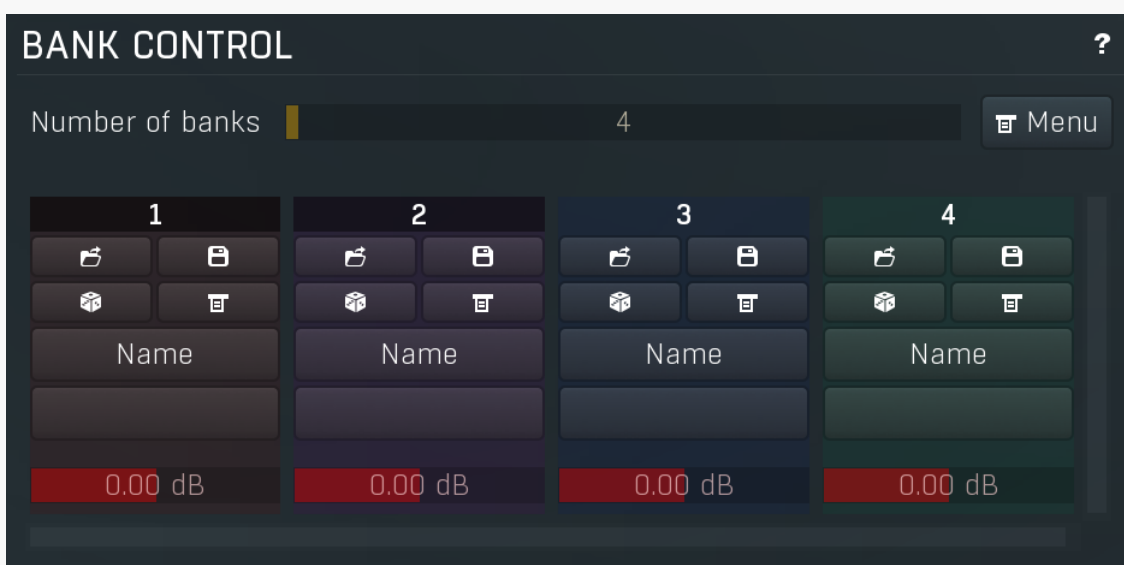 BANK CONTROL ?
Number of banks 4 Menu
1 2 3 4
Name Name Name Name
0.00 dB 0.00 dB 0.00 dB 0.00 dB